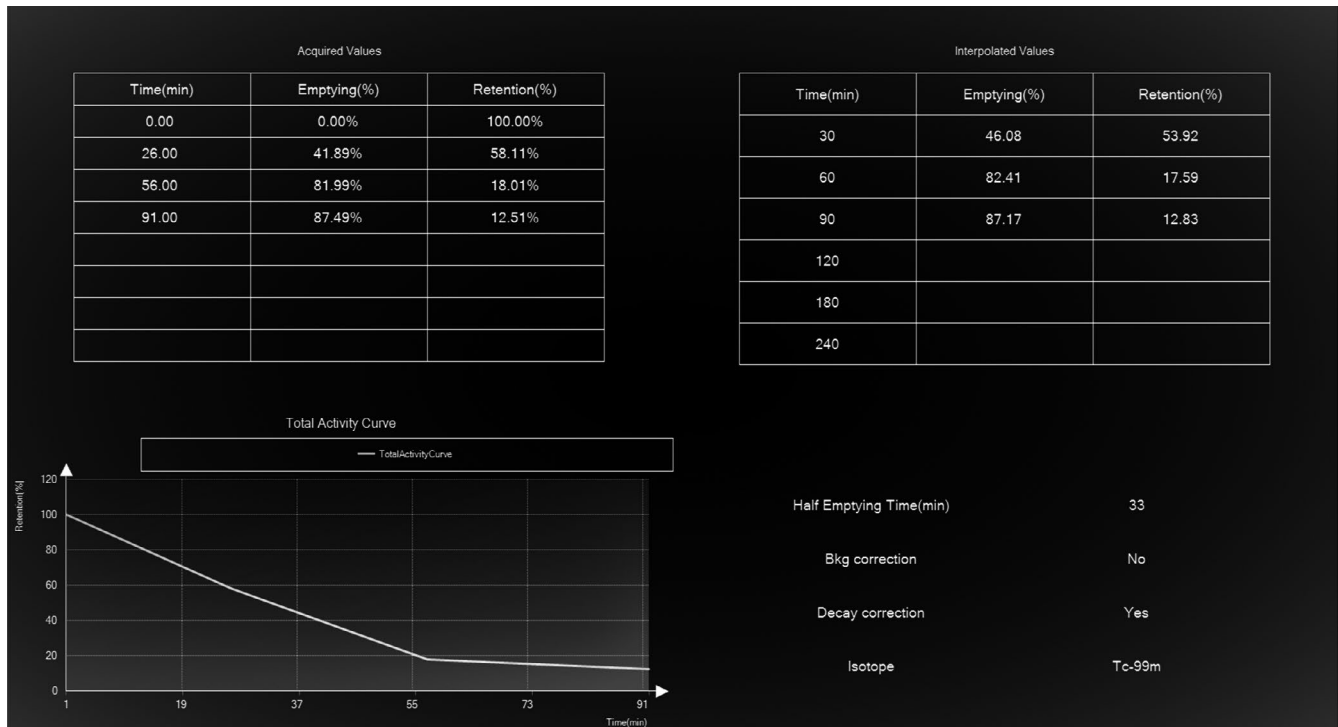 Acquired Values
Time(min) Emptying(%) Retention(%)
0.00 0.00% 100.00%
26.00 41.89% 58.11%
56.00 81.99% 18.01%
91.00 87.49% 12.51%
Interpolated Values
Time(min) Emptying(%) Retention(%)
30 46.08 53.92
60 82.41 17.59
90 87.17 12.83
120
180
240
Total Activity Curve
TotalActivityCurve
Retention[%]
120
100
80
60
40
20
0
1 19 37 55 73 91
Time(min)
Half Emptying Time(min) 33
Bkg correction No
Decay correction Yes
Isotope Tc-99m